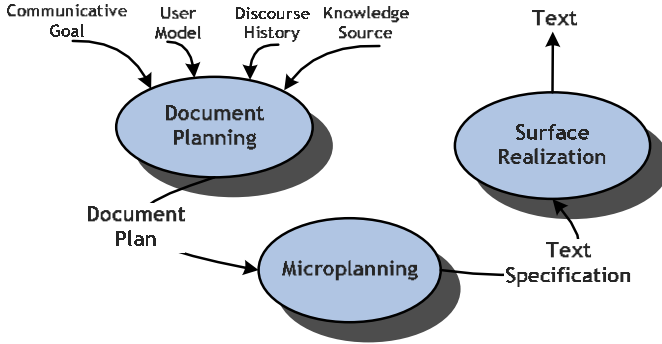 Communicative
Goal
User
Model
Discourse
History
Knowledge
Source
Document
Planning
Document
Plan
Microplanning
Text
Specification
Surface
Realization
Text